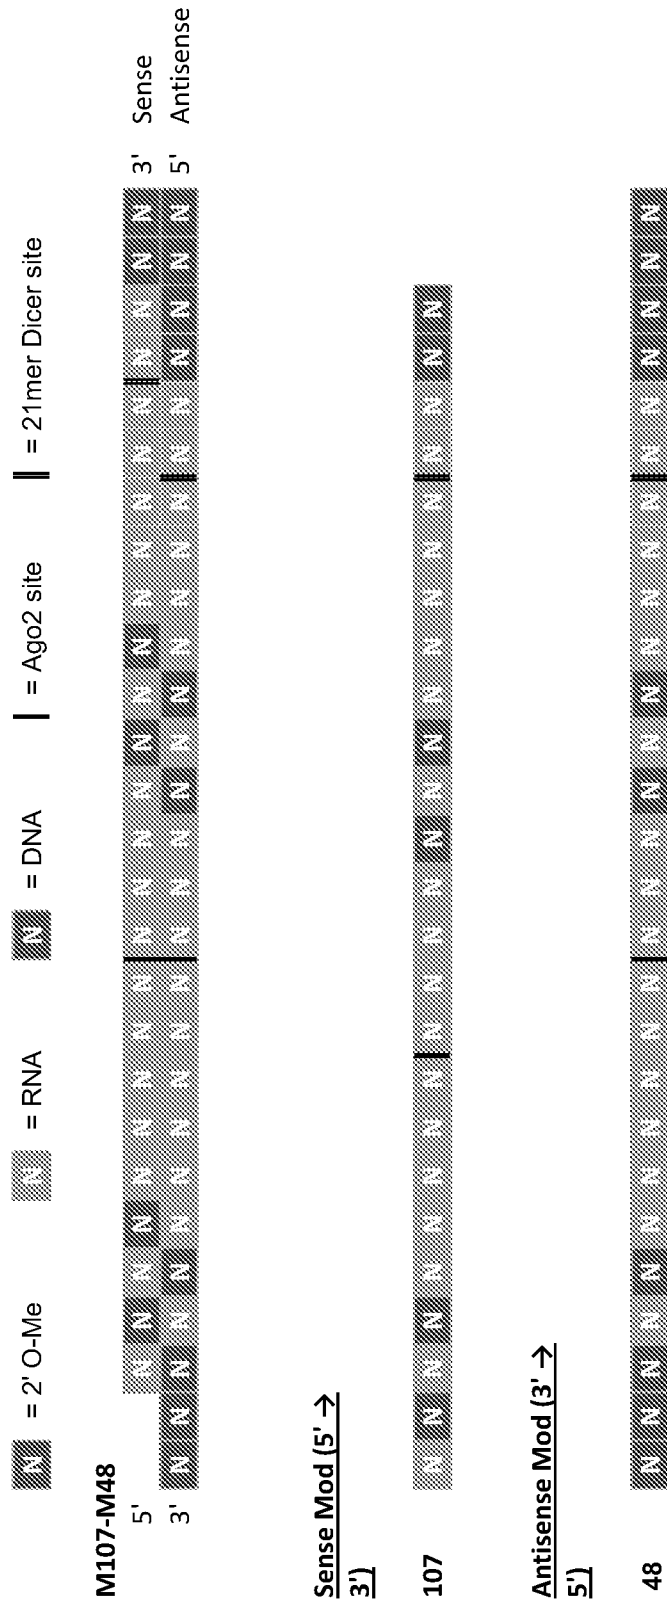 N = 2' O-Me N = RNA N = DNA | = Ago2 site || = 21mer Dicer site
M107-M48
5' N N N N N N N N N N N N N N N N N N N N N N N N N 3' Sense
3' N N N N N N N N N N N N N N N N N N N N N N N N N N N 5' Antisense
Sense Mod (5' →
3')
107 N N N N N N N N N N N N N N N N N N N N N N N N N
Antisense Mod (3' →
5')
48 N N N N N N N N N N N N N N N N N N N N N N N N N N N